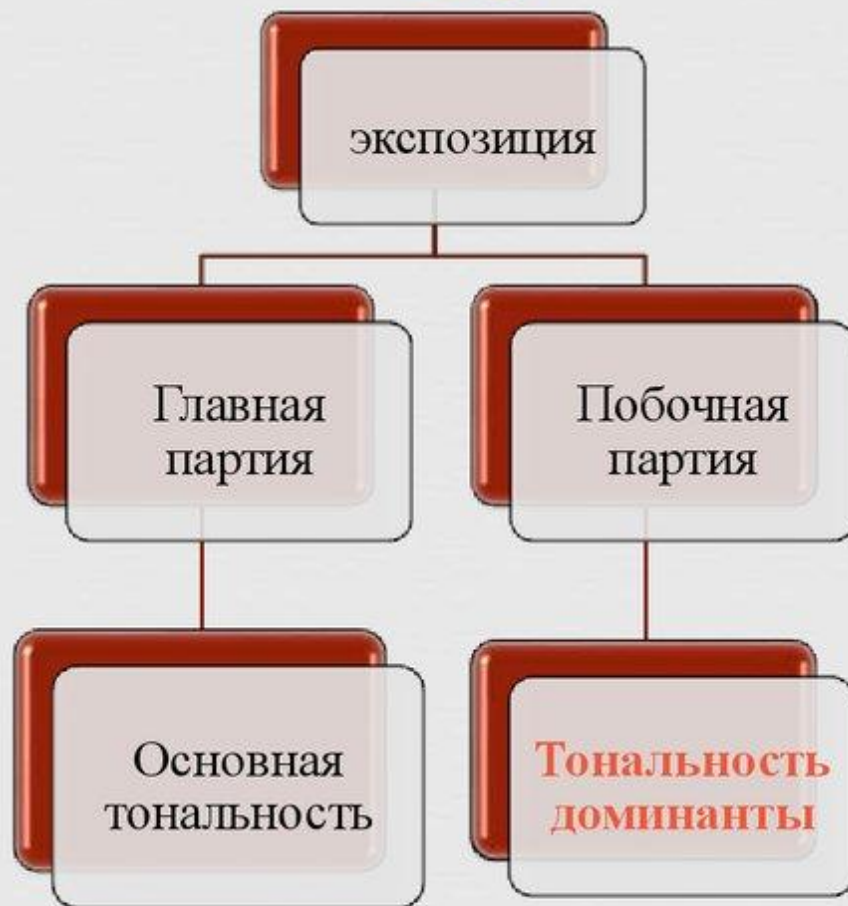 экспозиция
Главная
партия
Побочная
партия
Основная
тональность
Тональность
доминанты